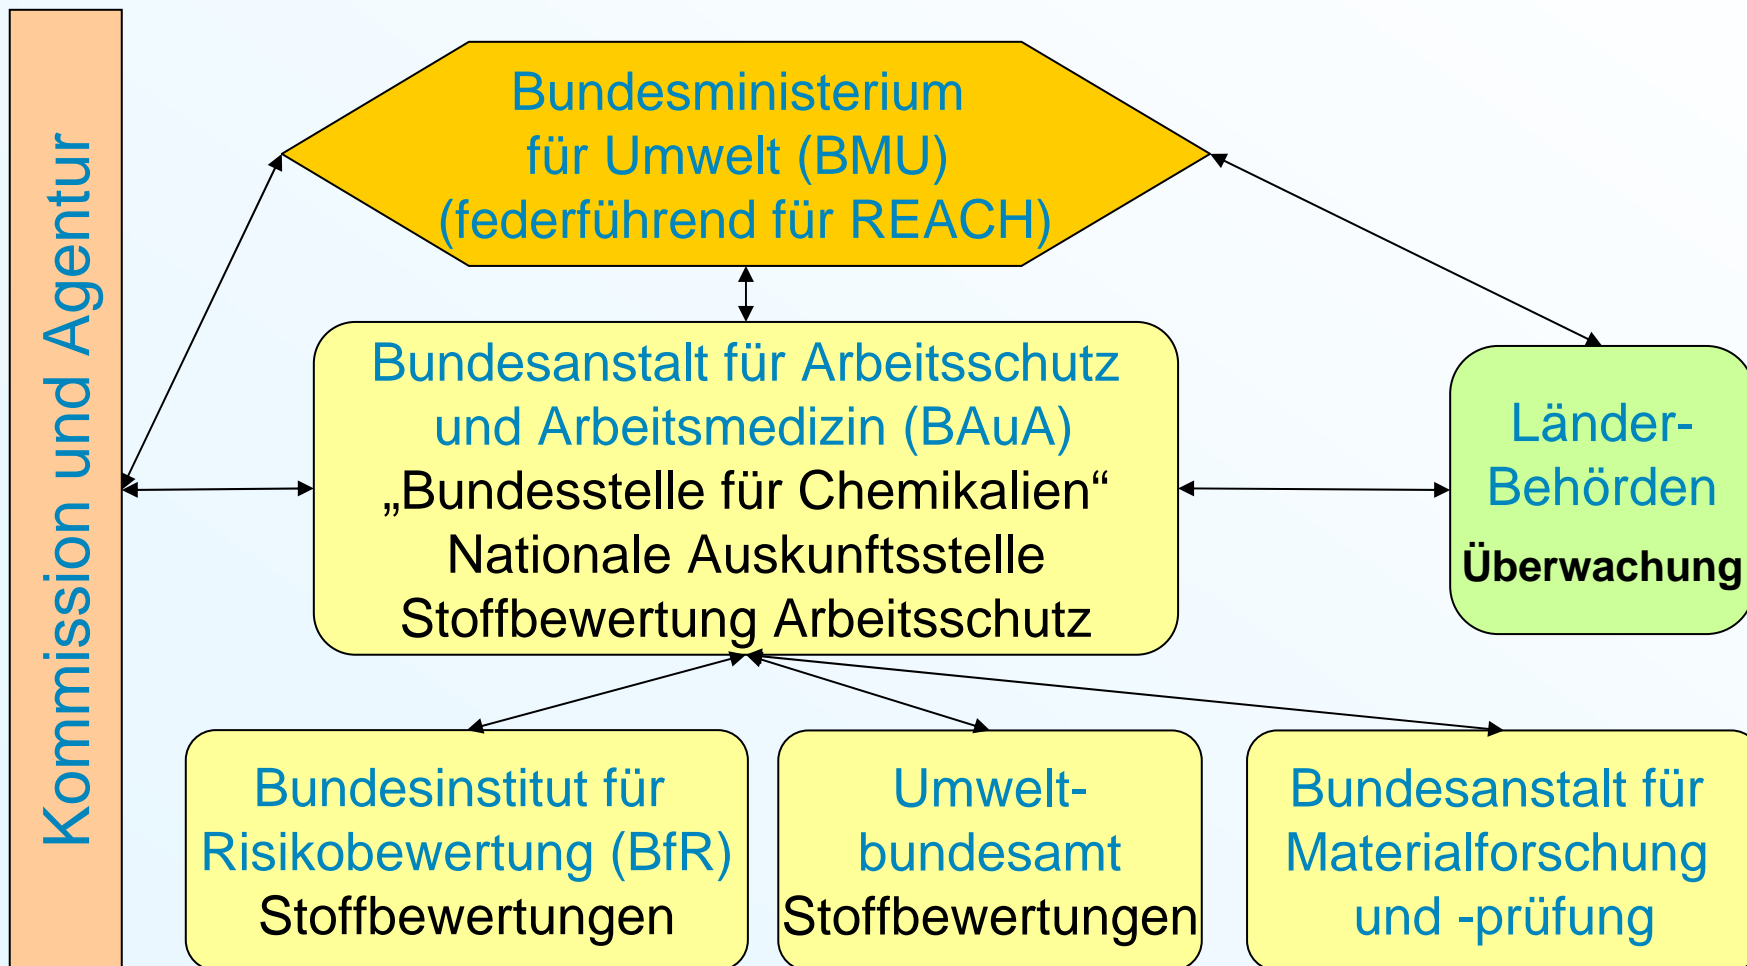 Kommission und Agentur
Bundesministerium
für Umwelt (BMU)
(federführend für REACH)
Bundesanstalt für Arbeitsschutz
und Arbeitsmedizin (BAuA)
„Bundesstelle für Chemikalien“
Nationale Auskunftsstelle
Stoffbewertung Arbeitsschutz
Länder-
Behörden
Überwachung
Bundesinstitut für
Risikobewertung (BfR)
Stoffbewertungen
Umwelt-
bundesamt
Stoffbewertungen
Bundesanstalt für
Materialforschung
und -prüfung